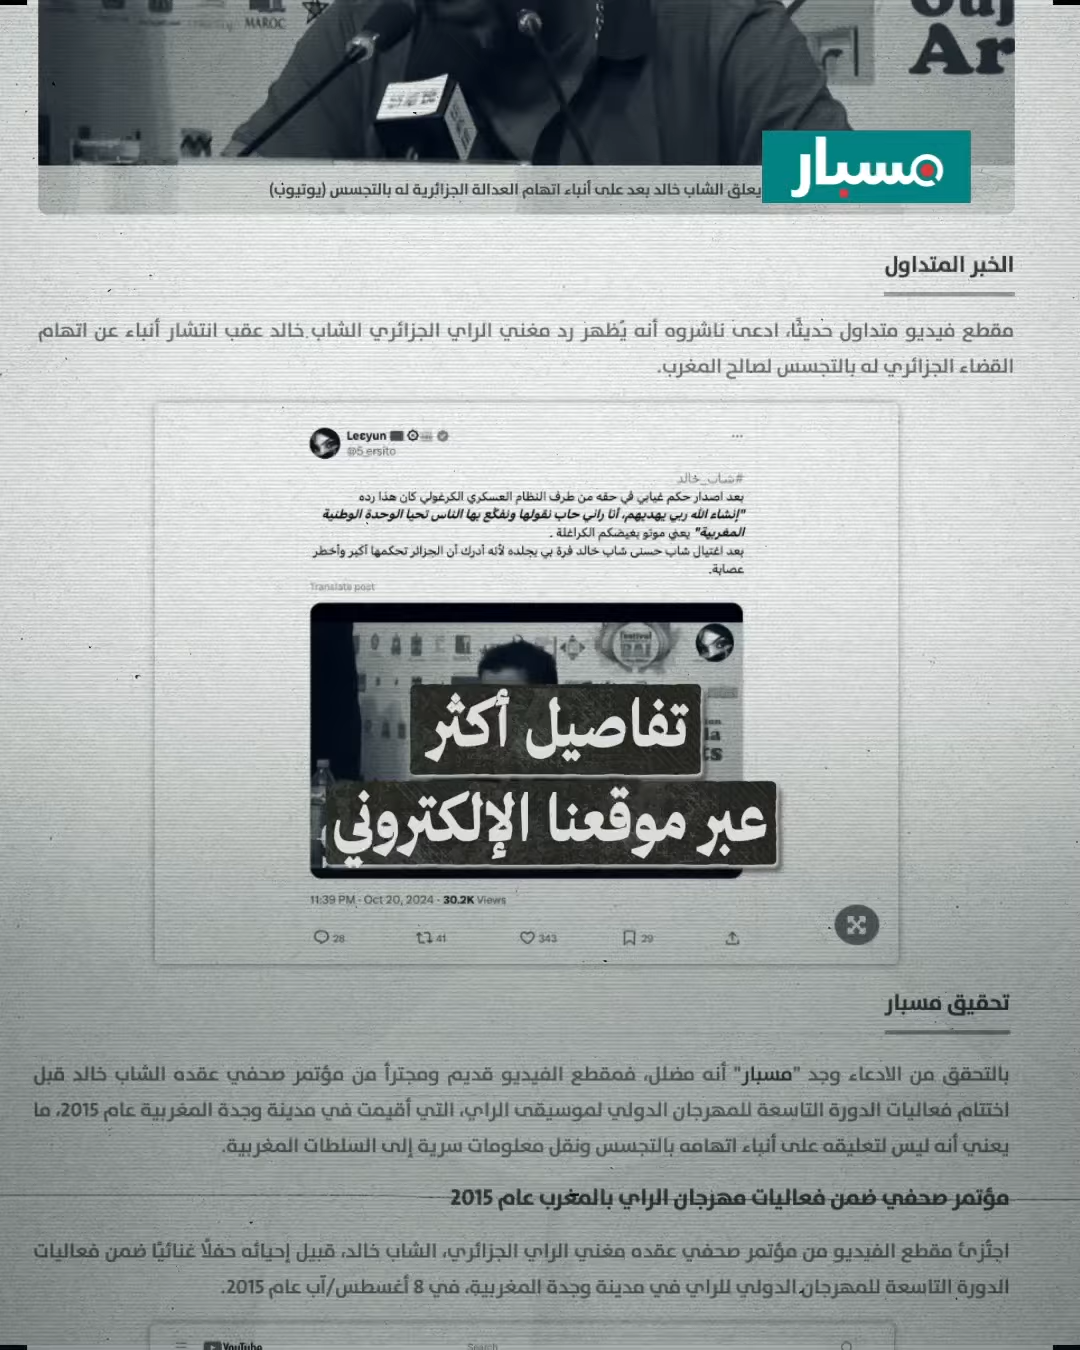 MAROC
Ouj
Ar
مسبار
يعلق الشاب خالد بعد على أنباء اتهام العدالة الجزائرية له بالتجسس (يوتيوب)
الخبر المتداول
مقطع فيديو متداول حديثًا، ادعى ناشروه أنه يُظهر رد مغني الراي الجزائري الشاب خالد عقب انتشار أنباء عن اتهام
القضاء الجزائري له بالتجسس لصالح المغرب.
Leeyun
@5_ersito
#شاب_خالد
بعد اصدار حكم غيابي في حقه من طرف النظام العسكري الكرغولي كان هذا رده
"إنشاء الله ربي يهديهم، أنا راني حاب نقولها ونفڭع بها الناس تحيا الوحدة الوطنية
المغربية" يعني موتو بغيضكم الكراغلة .
بعد اغتيال شاب حسنى شاب خالد فرة بي بجلده لأنه أدرك أن الجزائر تحكمها أكبر وأخطر
عصابة.
Translate post
festival
RAI
تفاصيل أكثر
عبر موقعنا الإلكتروني
11:39 PM · Oct 20, 2024 · 30.2K Views
28 41 343 29
تحقيق مسبار
بالتحقق من الادعاء وجد "مسبار" أنه مضلل، فمقطع الفيديو قديم ومجتزأ من مؤتمر صحفي عقده الشاب خالد قبل
اختتام فعاليات الدورة التاسعة للمهرجان الدولي لموسيقى الراي، التي أقيمت في مدينة وجدة المغربية عام 2015، ما
يعني أنه ليس لتعليقه على أنباء اتهامه بالتجسس ونقل معلومات سرية إلى السلطات المغربية.
مؤتمر صحفي ضمن فعاليات مهرجان الراي بالمغرب عام 2015
اجتُزئ مقطع الفيديو من مؤتمر صحفي عقده مغني الراي الجزائري، الشاب خالد، قبيل إحيائه حفلًا غنائيًا ضمن فعاليات
الدورة التاسعة للمهرجان الدولي للراي في مدينة وجدة المغربية، في 8 أغسطس/آب عام 2015.
YouTube
Search